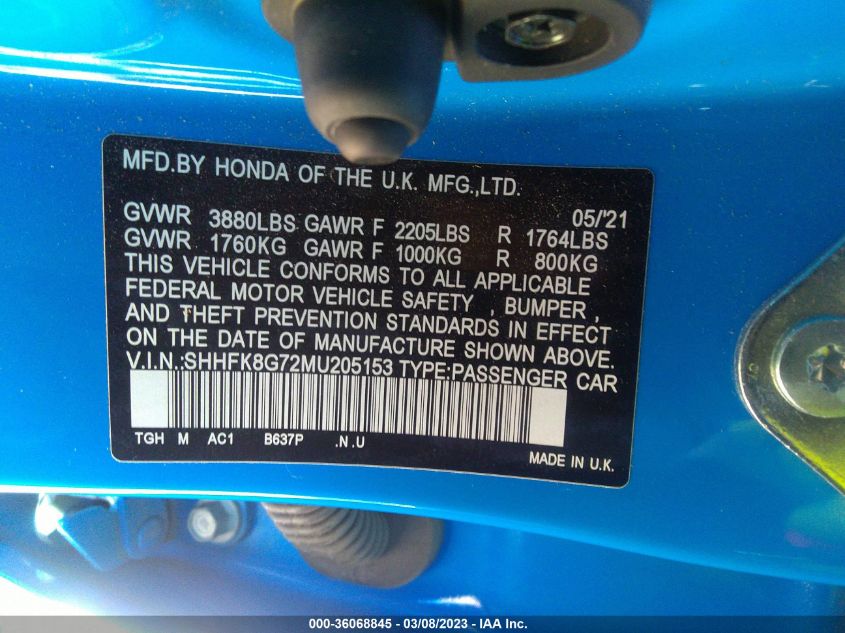 MFD.BY HONDA OF THE U.K. MFG.,LTD.
05/'21
GVWR 3880LBS GAWR F 2205LBS R 1764LBS
GVWR 1760KG GAWR F 1000KG R 800KG
THIS VEHICLE CONFORMS TO ALL APPLICABLE
FEDERAL MOTOR VEHICLE SAFETY , BUMPER ,
AND THEFT PREVENTION STANDARDS IN EFFECT
ON THE DATE OF MANUFACTURE SHOWN ABOVE.
V.I.N.:SHHFK8G72MU205153 TYPE:PASSENGER CAR
TGH M AC1 B637P .N.U
MADE IN U.K.
000-36068845 - 03/08/2023 - IAA Inc.